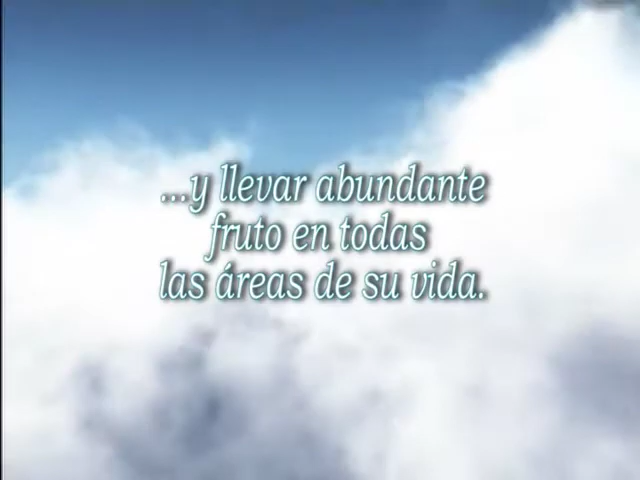 ...y llevar abundante
fruto en todas
las áreas de su vida.